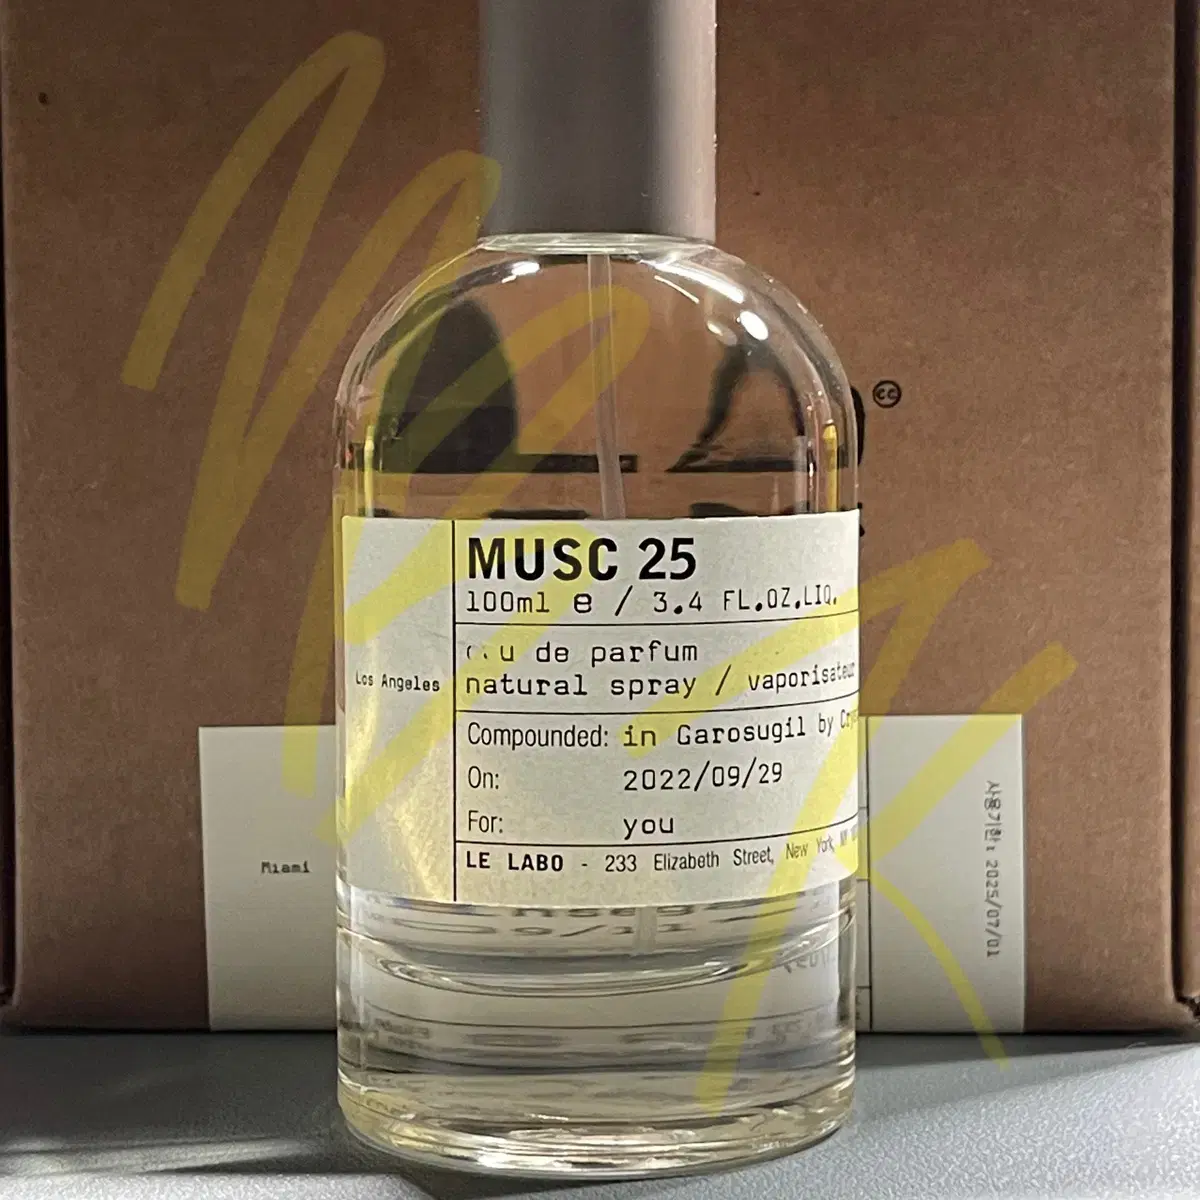 MUSC 25
100ml e / 3.4 FL.OZ.LIQ.
eau de parfum
natural spray / vaporisateur
Los Angeles
Compounded: in Garosugil by
On: 2022/09/29
For: you
LE LABO - 233 Elizabeth Street, New York, NY
Miami
사용기한: 2025/07/01